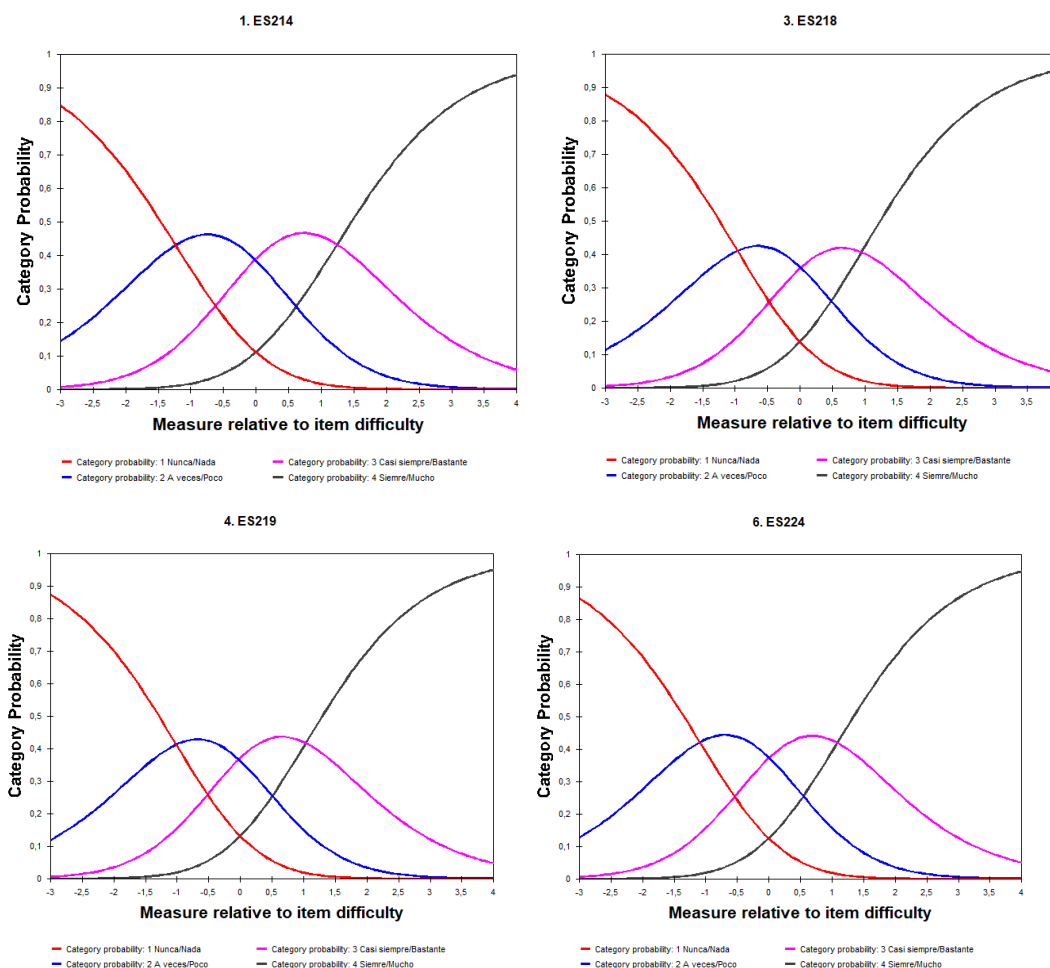 1. ES214
Category Probability
1
0,9
0,8
0,7
0,6
0,5
0,4
0,3
0,2
0,1
0
-3 -2,5 -2 -1,5 -1 -0,5 0 0,5 1 1,5 2 2,5 3 3,5 4
Measure relative to item difficulty
Category probability: 1 Nunca/Nada Category probability: 3 Casi siempre/Bastante
Category probability: 2 A veces/Poco Category probability: 4 Siemre/Mucho
3. ES218
Category Probability
1
0,9
0,8
0,7
0,6
0,5
0,4
0,3
0,2
0,1
0
-3 -2,5 -2 -1,5 -1 -0,5 0 0,5 1 1,5 2 2,5 3 3,5
Measure relative to item difficulty
Category probability: 1 Nunca/Nada Category probability: 3 Casi siempre/Bastante
Category probability: 2 A veces/Poco Category probability: 4 Siemre/Mucho
4. ES219
Category Probability
1
0,9
0,8
0,7
0,6
0,5
0,4
0,3
0,2
0,1
0
-3 -2,5 -2 -1,5 -1 -0,5 0 0,5 1 1,5 2 2,5 3 3,5 4
Measure relative to item difficulty
Category probability: 1 Nunca/Nada Category probability: 3 Casi siempre/Bastante
Category probability: 2 A veces/Poco Category probability: 4 Siemre/Mucho
6. ES224
Category Probability
1
0,9
0,8
0,7
0,6
0,5
0,4
0,3
0,2
0,1
0
-3 -2,5 -2 -1,5 -1 -0,5 0 0,5 1 1,5 2 2,5 3 3,5 4
Measure relative to item difficulty
Category probability: 1 Nunca/Nada Category probability: 3 Casi siempre/Bastante
Category probability: 2 A veces/Poco Category probability: 4 Siemre/Mucho